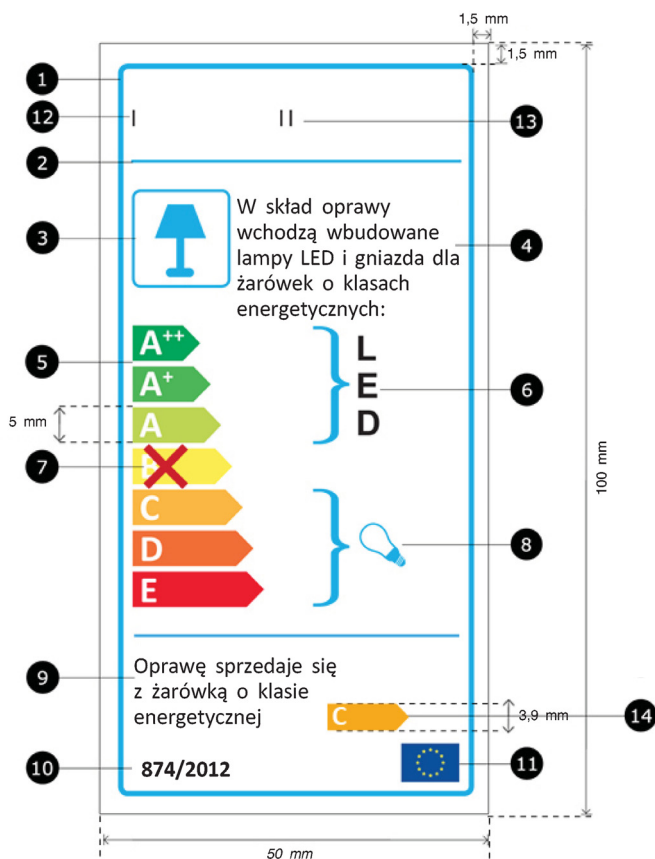 1,5 mm
1,5 mm
1
12 I II 13
2
3
W skład oprawy
wchodzą wbudowane
lampy LED i gniazda dla
żarówek o klasach
energetycznych:
4
5
A++
A+
A
5 mm
L
E
D
6
7
C
D
E
8
100 mm
9
Oprawę sprzedaje się
z żarówką o klasie
energetycznej
C
3,9 mm
14
10
874/2012
11
50 mm